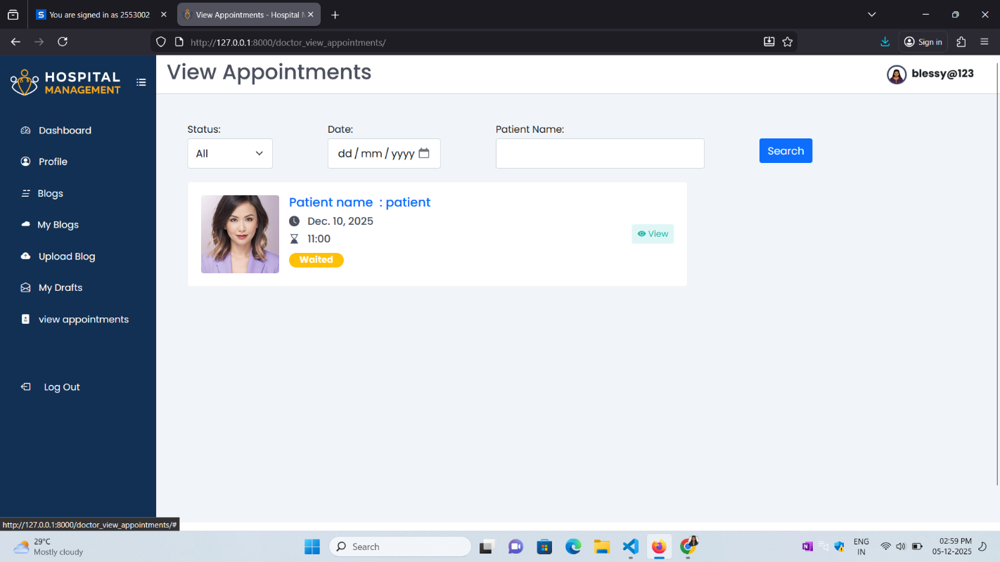 You are signed in as 2553002
View Appointments - Hospital M
http://127.0.0.1:8000/doctor_view_appointments/
Sign in
HOSPITAL
MANAGEMENT
View Appointments
blessy@123
Dashboard
Profile
Blogs
My Blogs
Upload Blog
My Drafts
view appointments
Log Out
Status:
Date:
Patient Name:
All
dd / mm / yyyy
Search
Patient name : patient
Dec. 10, 2025
11:00
Waited
View
http://127.0.0.1:8000/doctor_view_appointments/#
29°C
Mostly cloudy
Search
ENG
IN
02:59 PM
05-12-2025